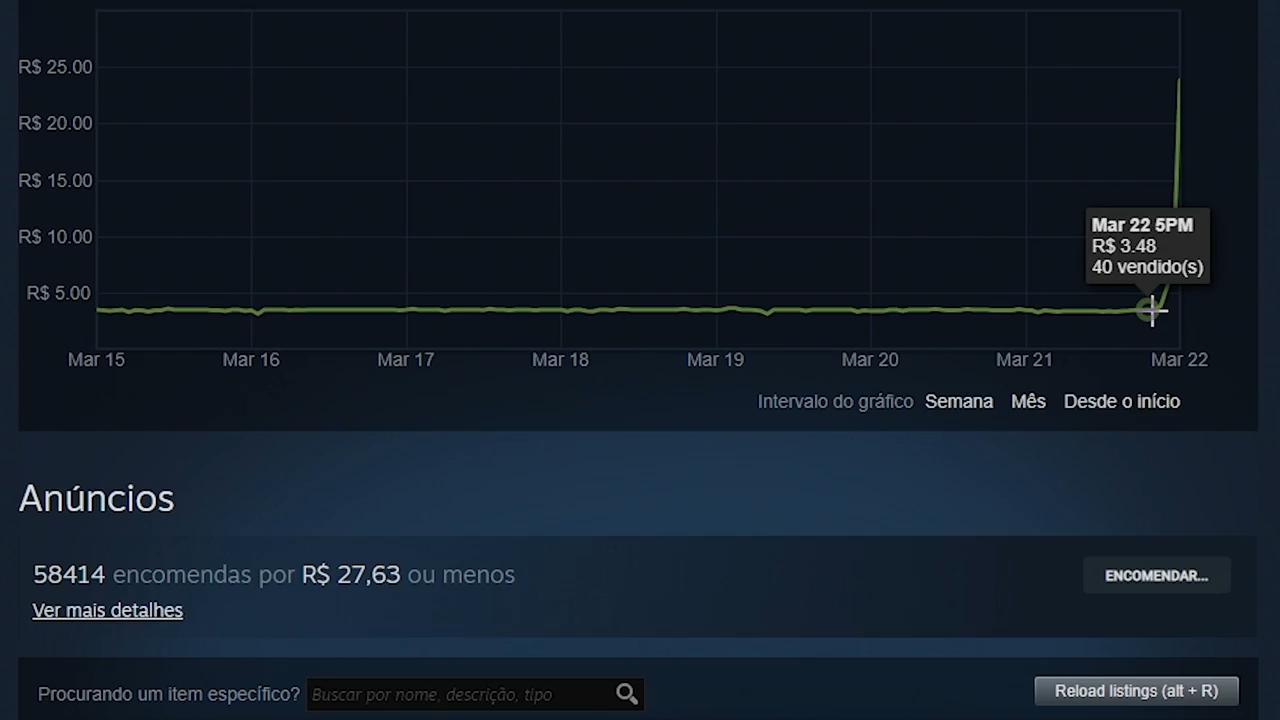 R$ 25.00
R$ 20.00
R$ 15.00
R$ 10.00
R$ 5.00
Mar 22 5PM
R$ 3.48
40 vendido(s)
Mar 15 Mar 16 Mar 17 Mar 18 Mar 19 Mar 20 Mar 21 Mar 22
Intervalo do gráfico Semana Mês Desde o início
Anúncios
58414 encomendas por R$ 27,63 ou menos
ENCOMENDAR...
Ver mais detalhes
Procurando um item específico? Buscar por nome, descrição, tipo
Reload listings (alt + R)